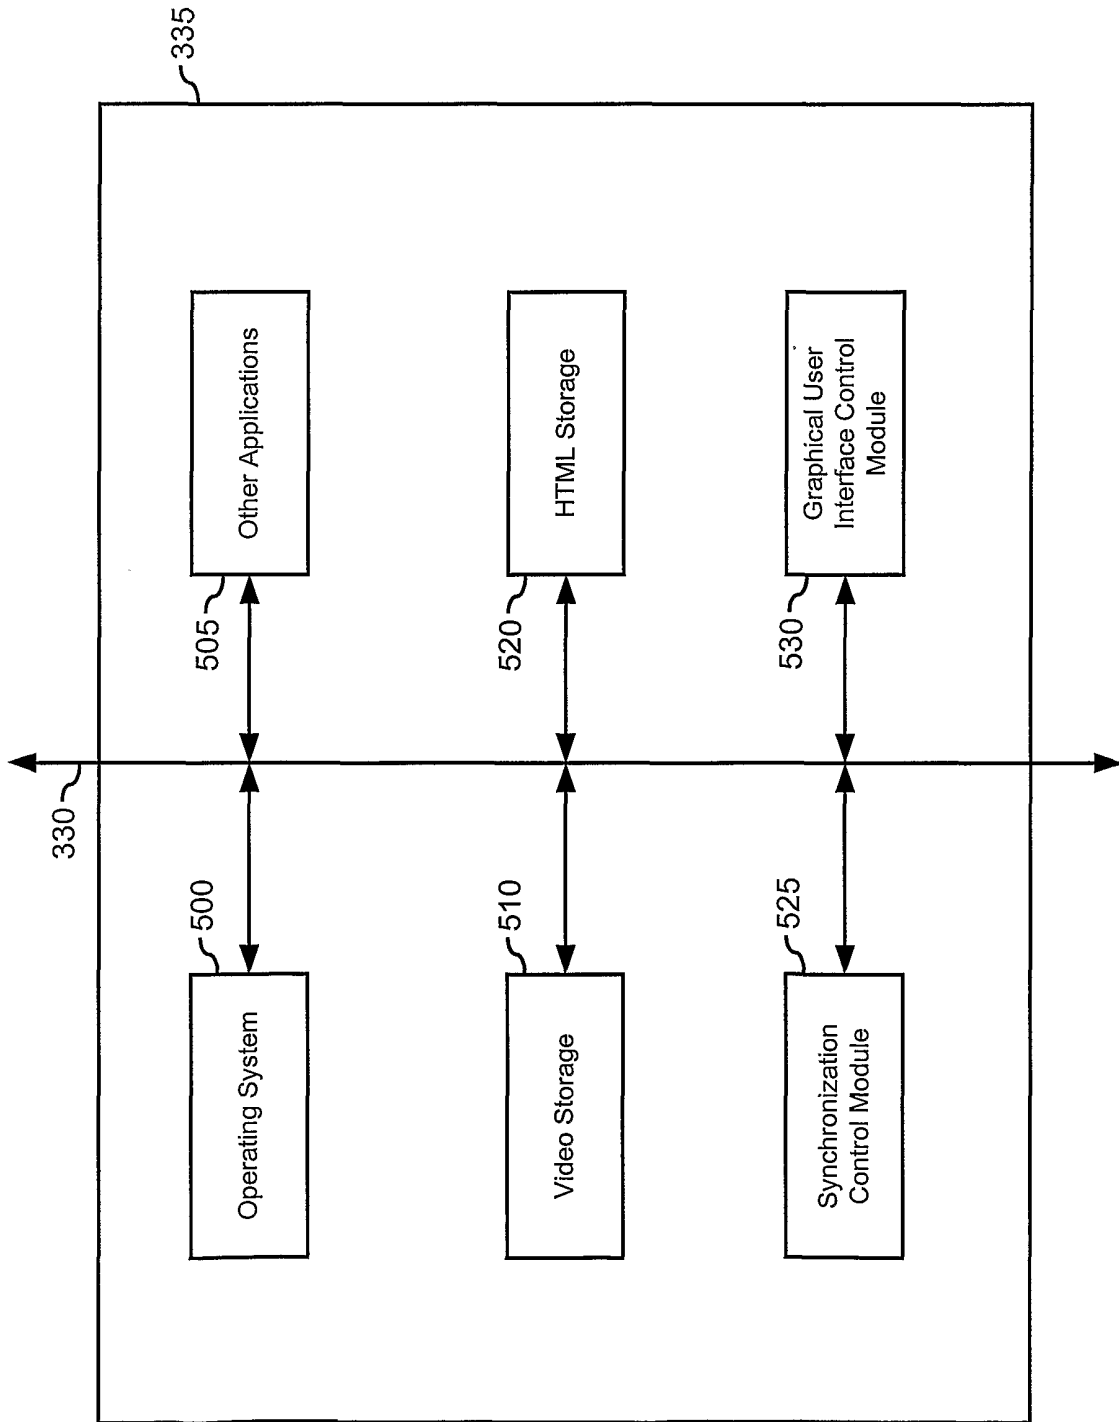 335
330
500
Operating System
505
Other Applications
510
Video Storage
520
HTML Storage
525
Synchronization
Control Module
530
Graphical User
Interface Control
Module